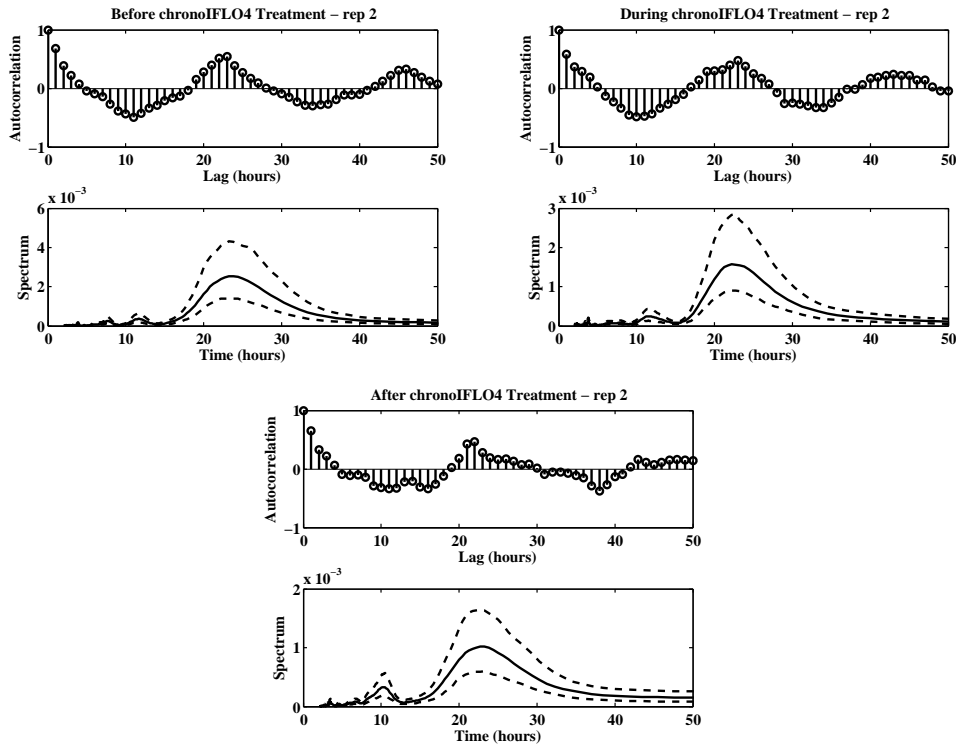 Before chronoIFLO4 Treatment − rep 2
1
0
−1
Autocorrelation
0 10 20 30 40 50
Lag (hours)
x 10−3
6
4
2
0
Spectrum
0 10 20 30 40 50
Time (hours)
During chronoIFLO4 Treatment − rep 2
1
0
−1
Autocorrelation
0 10 20 30 40 50
Lag (hours)
x 10−3
3
2
1
0
Spectrum
0 10 20 30 40 50
Time (hours)
After chronoIFLO4 Treatment − rep 2
1
0
−1
Autocorrelation
0 10 20 30 40 50
Lag (hours)
x 10−3
2
1
0
Spectrum
0 10 20 30 40 50
Time (hours)